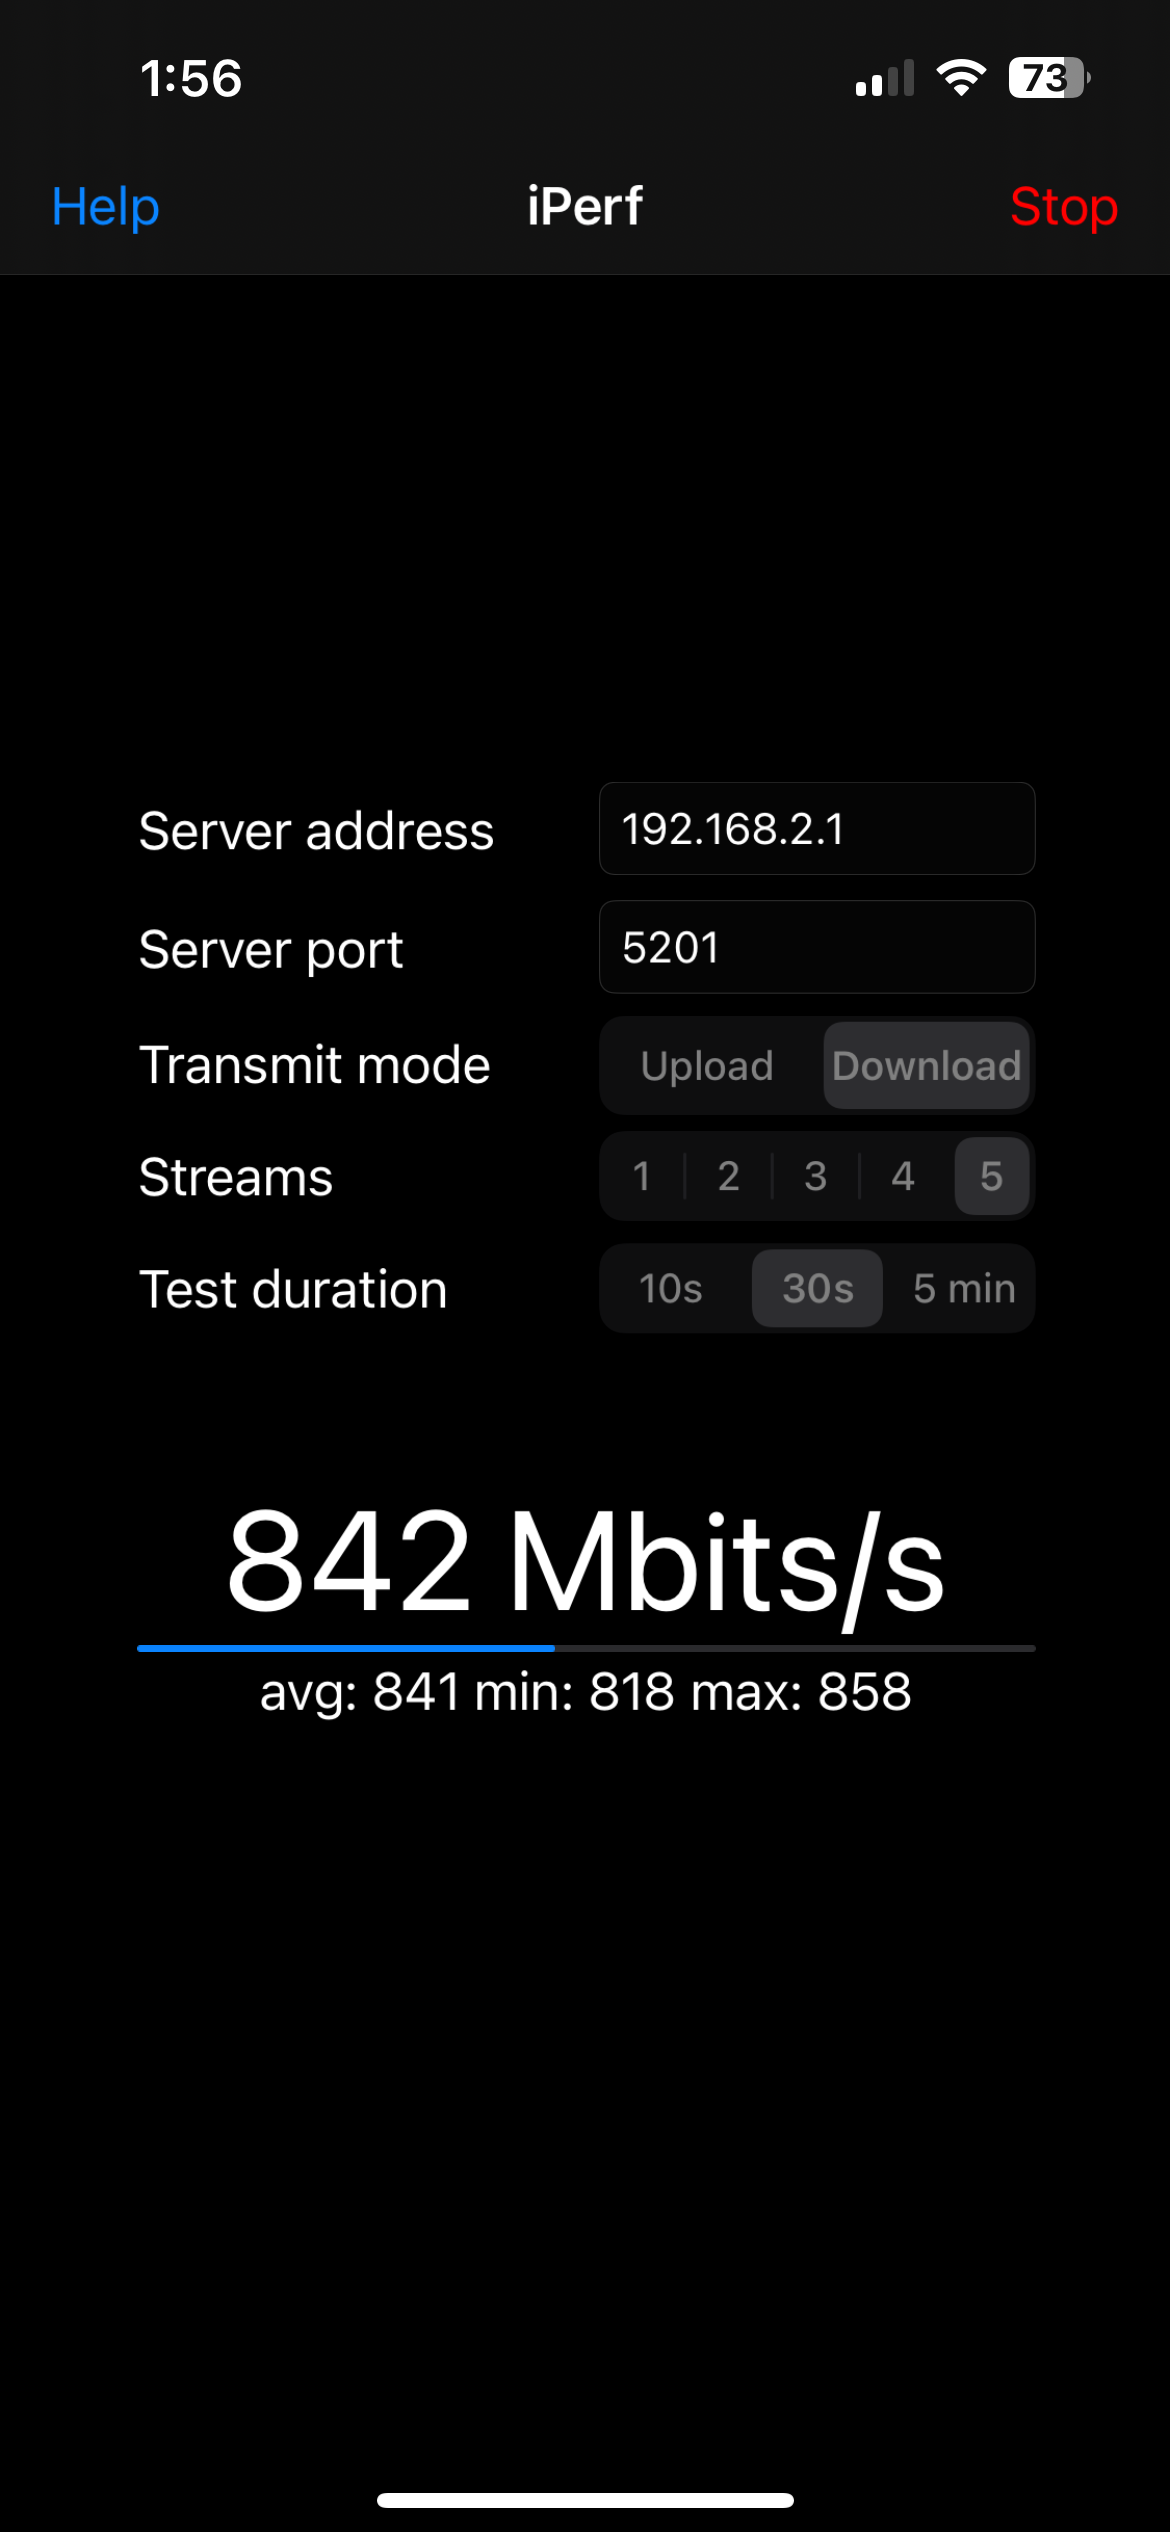 1:56
73
Help
iPerf
Stop
Server address
192.168.2.1
Server port
5201
Transmit mode
Upload
Download
Streams
1 2 3 4 5
Test duration
10s 30s 5 min
842 Mbits/s
avg: 841 min: 818 max: 858